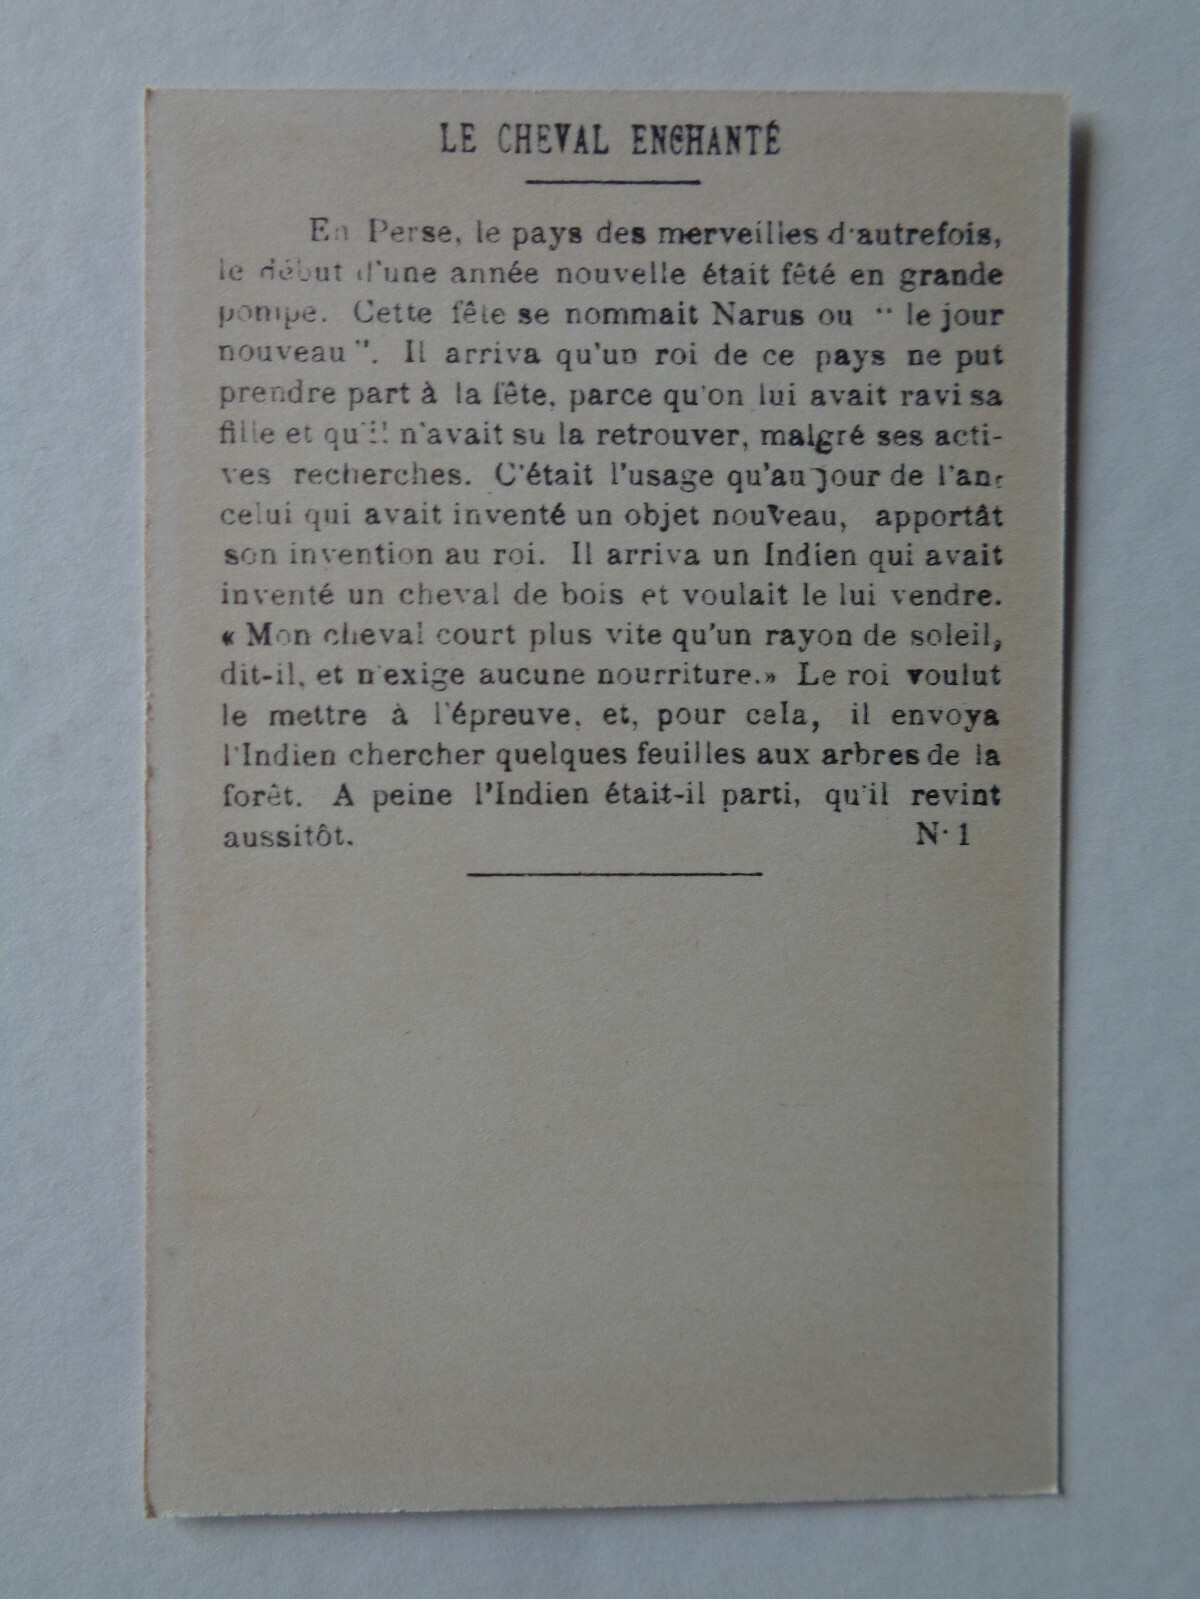 LE CHEVAL ENCHANTÉ
En Perse, le pays des merveilles d'autrefois,
le début d'une année nouvelle était fêté en grande
pompe. Cette fête se nommait Narus ou " le jour
nouveau ". Il arriva qu'un roi de ce pays ne put
prendre part à la fête, parce qu'on lui avait ravi sa
fille et qu'il n'avait su la retrouver, malgré ses acti-
ves recherches. C'était l'usage qu'au jour de l'an,
celui qui avait inventé un objet nouveau, apportât
son invention au roi. Il arriva un Indien qui avait
inventé un cheval de bois et voulait le lui vendre.
« Mon cheval court plus vite qu'un rayon de soleil,
dit-il, et n'exige aucune nourriture.» Le roi voulut
le mettre à l'épreuve, et, pour cela, il envoya
l'Indien chercher quelques feuilles aux arbres de la
forêt. A peine l'Indien était-il parti, qu'il revint
aussitôt. N· 1